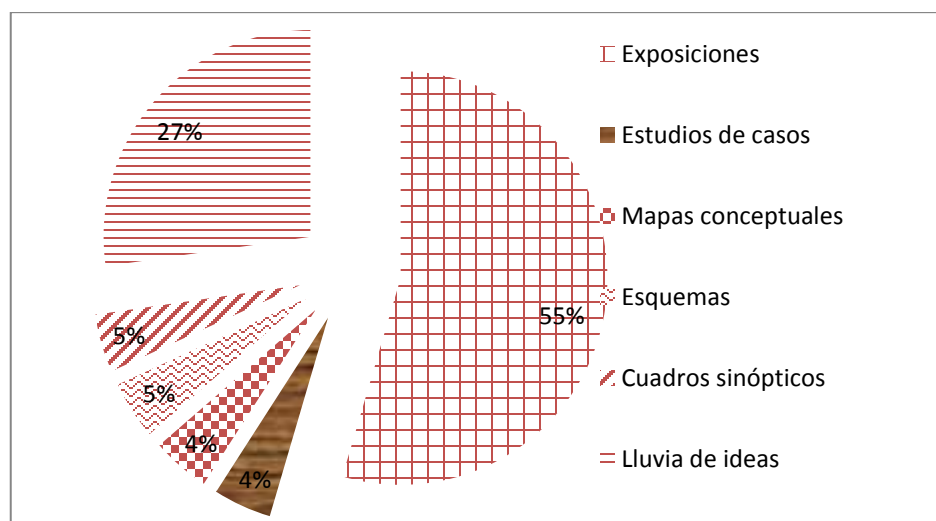 Exposiciones
27%
Estudios de casos
Mapas conceptuales
Esquemas
55%
5%
Cuadros sinópticos
5%
4%
Lluvia de ideas
4%